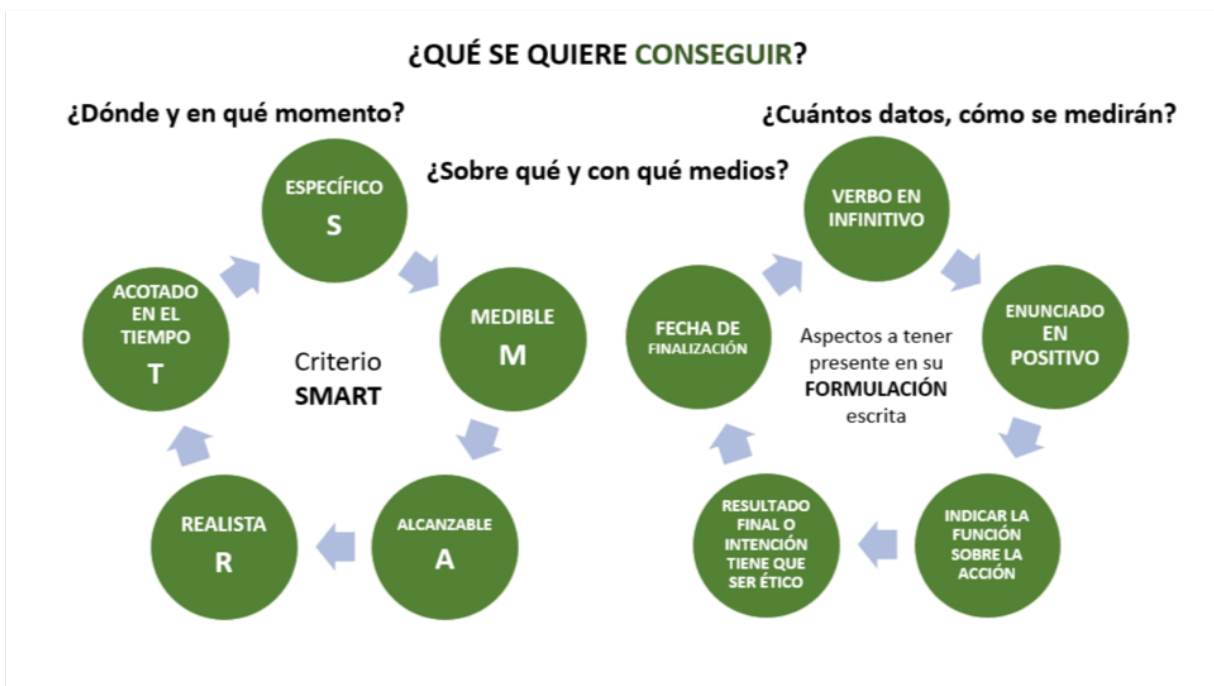 ¿QUÉ SE QUIERE CONSEGUIR?
¿Dónde y en qué momento?
¿Cuántos datos, cómo se medirán?
¿Sobre qué y con qué medios?
ESPECÍFICO
S
MEDIBLE
M
ALCANZABLE
A
REALISTA
R
ACOTADO
EN EL
TIEMPO
T
Criterio
SMART
VERBO EN
INFINITIVO
ENUNCIADO
EN
POSITIVO
INDICAR LA
FUNCIÓN
SOBRE LA
ACCIÓN
RESULTADO
FINAL O
INTENCIÓN
TIENE QUE
SER ÉTICO
FECHA DE
FINALIZACIÓN
Aspectos a tener
presente en su
FORMULACIÓN
escrita